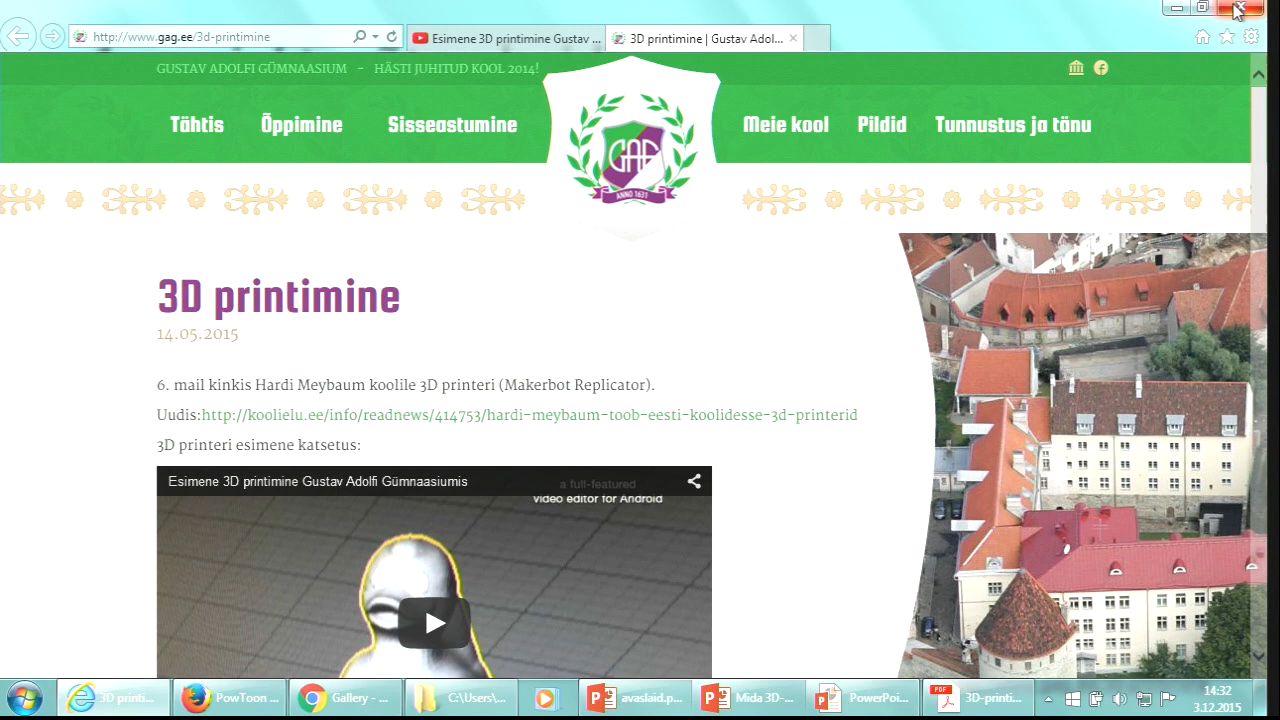 http://www.gag.ee/3d-printimine
Esimene 3D printimine Gustav ...
3D printimine | Gustav Adol...
GUSTAV ADOLFI GÜMNAASIUM – HÄSTI JUHITUD KOOL 2014!
Tähtis Õppimine Sisseastumine Meie kool Pildid Tunnustus ja tänu
GAG
ANNO 1631
3D printimine
14.05.2015
6. mail kinkis Hardi Meybaum koolile 3D printeri (Makerbot Replicator).
Uudis:http://koolielu.ee/info/readnews/414753/hardi-meybaum-toob-eesti-koolidesse-3d-printerid
3D printeri esimene katsetus:
Esimene 3D printimine Gustav Adolfi Gümnaasiumis
a full-featured
video editor for Android
3D printi...
PowToon ...
Gallery - ...
C:\Users\...
avaslaid.p...
Mida 3D-...
PowerPoi...
PDF
3D-printi...
14:32
3.12.2015